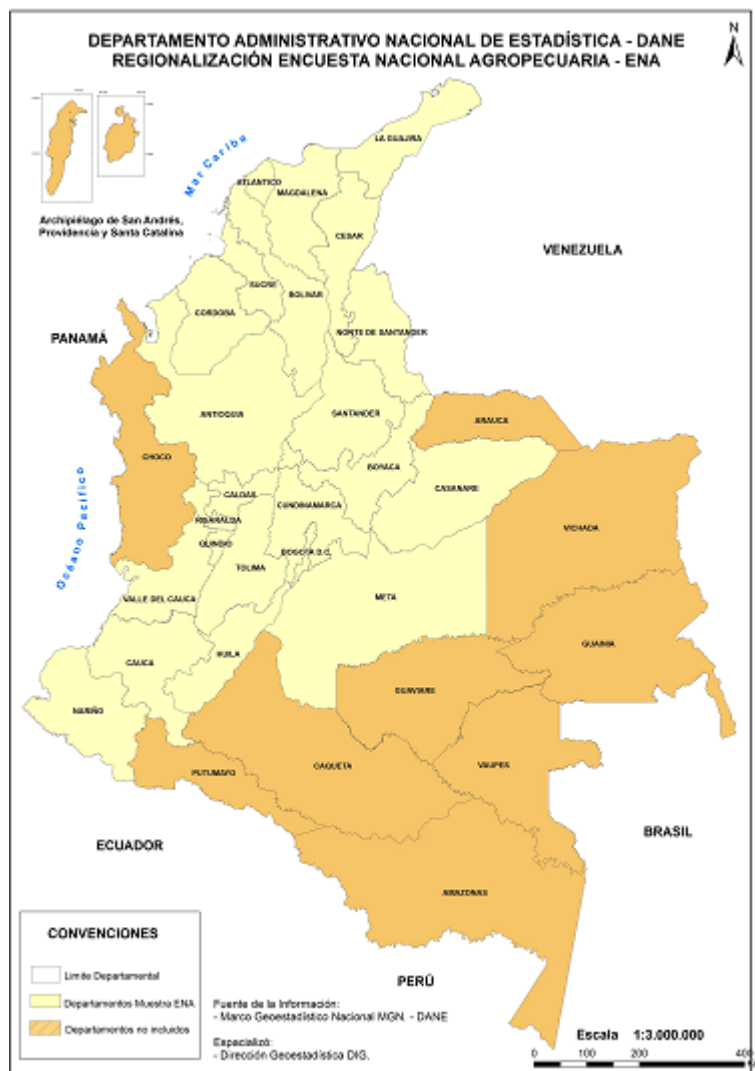 DEPARTAMENTO ADMINISTRATIVO NACIONAL DE ESTADÍSTICA - DANE
REGIONALIZACIÓN ENCUESTA NACIONAL AGROPECUARIA - ENA
N
Archipiélago de San Andrés,
Providencia y Santa Catalina
Mar Caribe
LA GUAJIRA
ATLANTICO
MAGDALENA
CESAR
VENEZUELA
SUCRE
BOLIVAR
CORDOBA
NORTE DE SANTANDER
PANAMÁ
ANTIOQUIA
SANTANDER
ARAUCA
CHOCO
BOYACA
CASANARE
CALDAS
CUNDINAMARCA
VICHADA
Océano Pacífico
RISARALDA
QUINDIO
BOGOTÁ D.C.
TOLIMA
VALLE DEL CAUCA
META
GUAINIA
CAUCA
HUILA
GUAVIARE
NARIÑO
CAQUETA
VAUPES
PUTUMAYO
ECUADOR
BRASIL
AMAZONAS
PERÚ
CONVENCIONES
Limite Departamental
Departamentos Muestra ENA
Departamentos no incluidos
Fuente de la Información:
- Marco Geoestadístico Nacional MGN. - DANE
Espacializó:
- Dirección Geoestadística DIG.
Escala 1:3.000.000
0 100 200 400